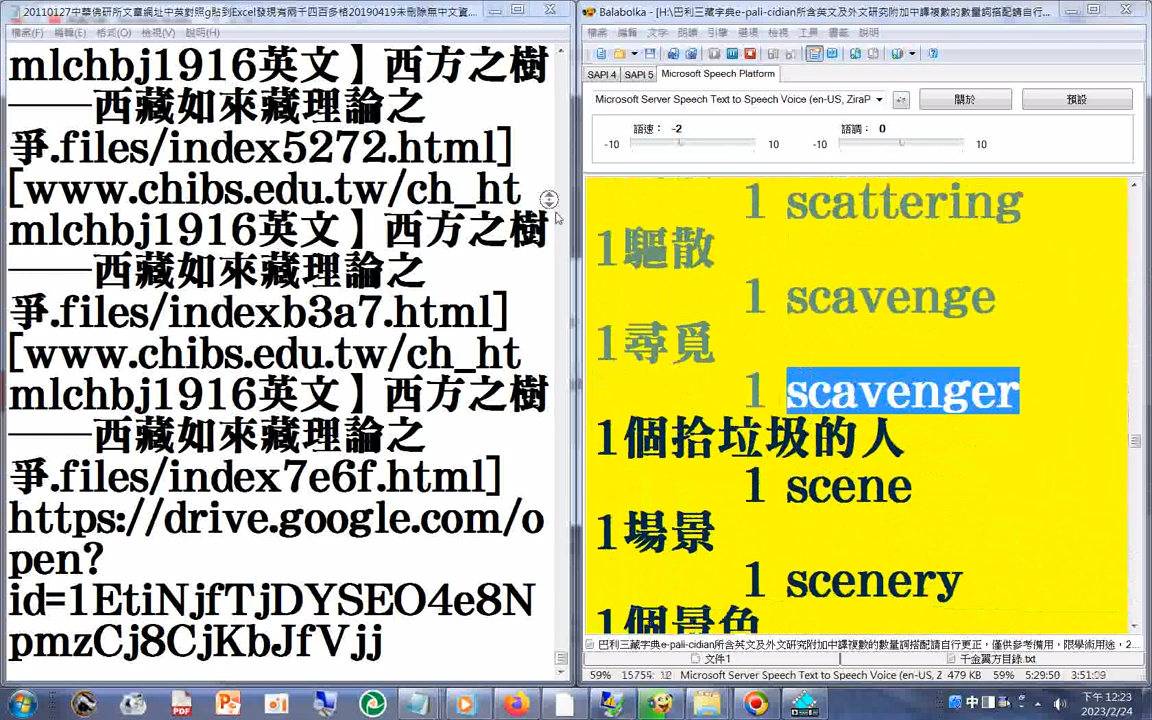 20110127中華佛研所文章網址中英對照g點到Excel發現有兩千四百多格20190419未刪除無中文資...
檔案(F) 編輯(E) 格式(O) 檢視(V) 說明(H)
mlchbj1916英文】西方之樹
——西藏如來藏理論之
爭.files/index5272.html]
[www.chibs.edu.tw/ch_ht
mlchbj1916英文】西方之樹
——西藏如來藏理論之
爭.files/indexb3a7.html]
[www.chibs.edu.tw/ch_ht
mlchbj1916英文】西方之樹
——西藏如來藏理論之
爭.files/index7e6f.html]
https://drive.google.com/o
pen?
id=1EtiNjfTjDYSEO4e8N
pmzCj8CjKbJfVjj
Balabolka - [H:\巴利三藏字典e-pali-cidian所含英文及外文研究附加中譯複數的數量詞搭配請自行更正...
檔案 編輯 文字 朗讀 引擎 選項 檢視 工具 書籤 說明
SAPI 4 SAPI 5 Microsoft Speech Platform
Microsoft Server Speech Text to Speech Voice (en-US, ZiraP
關於 預設
語速： -2 語調： 0
-10 10 -10 10
1 scattering
1驅散
1 scavenge
1尋覓
1 scavenger
1個拾垃圾的人
1 scene
1場景
1 scenery
1個景色
巴利三藏字典e-pali-cidian所含英文及外文研究附加中譯複數的數量詞搭配請自行更正，僅供參考備用，限學術用途，2...
文件1 千金翼方目錄.txt
59% Microsoft Server Speech Text to Speech Voice (en-US, 479 KB 59% 5:29:50 3:51:09
中
下午 12:23
2023/2/24